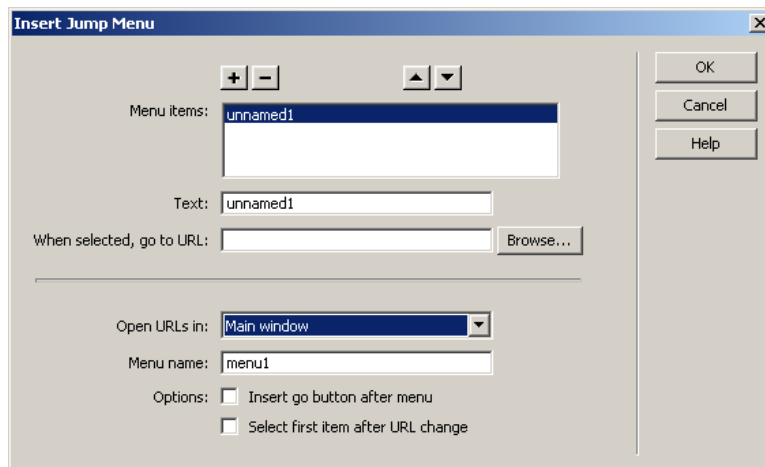 Insert Jump Menu
OK
Menu items: unnamed1
Cancel
Help
Text: unnamed1
When selected, go to URL: Browse...
Open URLs in: Main window
Menu name: menu1
Options: Insert go button after menu
Select first item after URL change